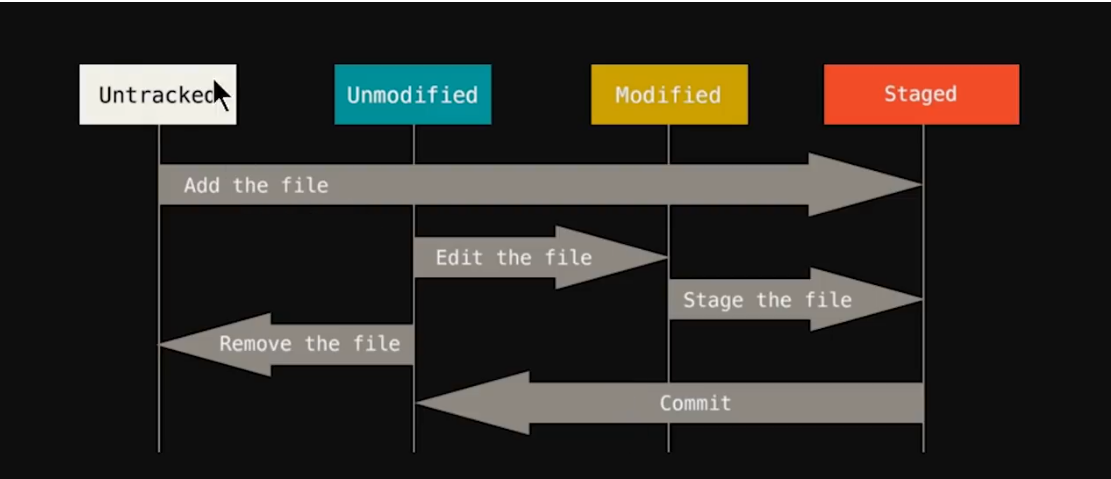 Untracked
Unmodified
Modified
Staged
Add the file
Edit the file
Stage the file
Remove the file
Commit